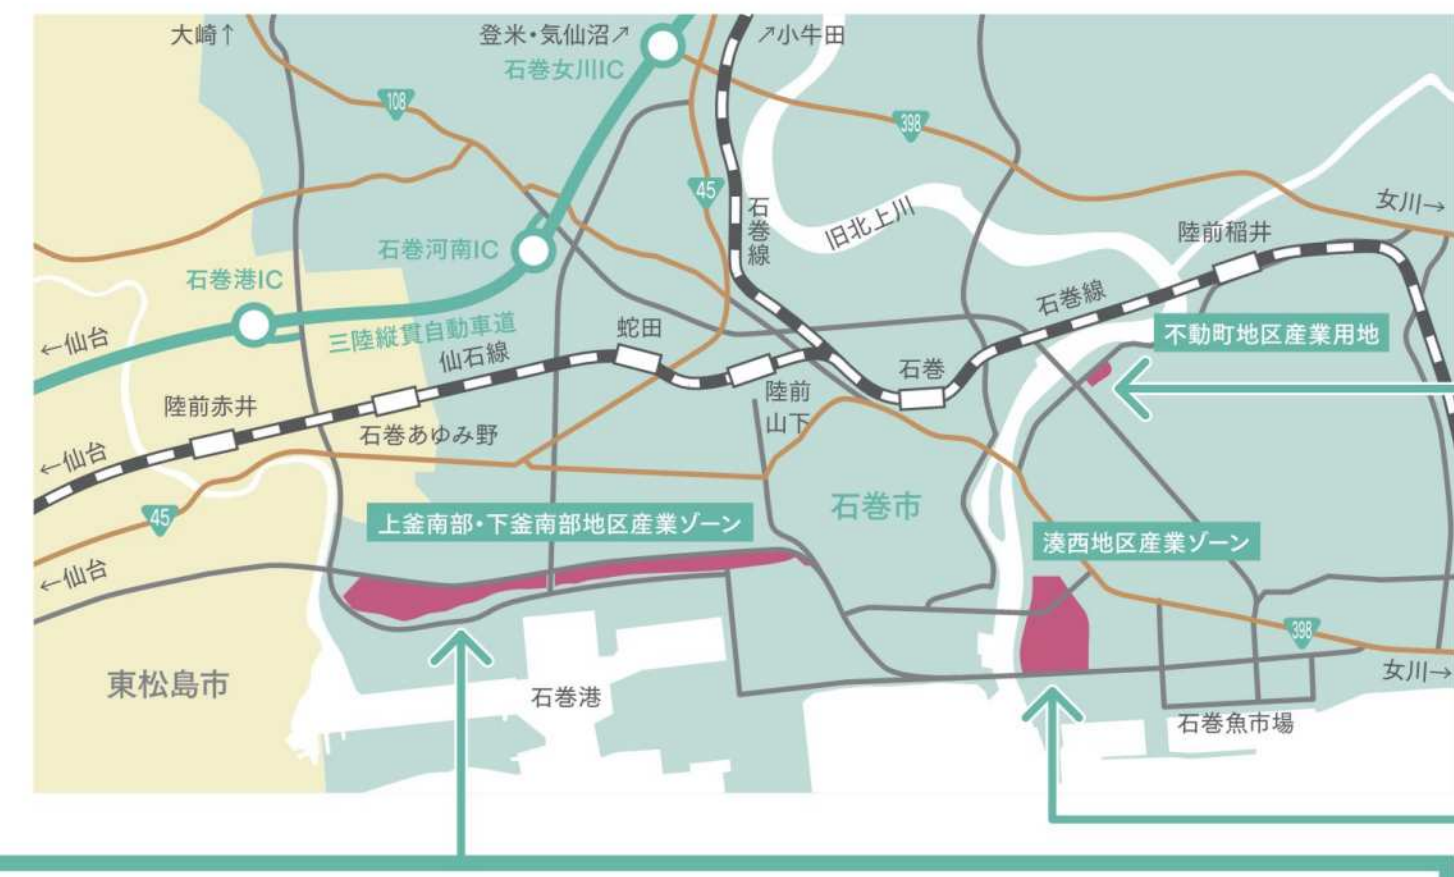 大崎↑
登米・気仙沼↗
↗小牛田
石巻女川IC
108
398
45
石巻線
旧北上川
女川→
陸前稲井
石巻河南IC
石巻港IC
石巻線
←仙台
三陸縦貫自動車道
仙石線
蛇田
不動町地区産業用地
石巻
陸前
山下
陸前赤井
石巻あゆみ野
←仙台
45
上釜南部・下釜南部地区産業ゾーン
石巻市
湊西地区産業ゾーン
←仙台
398
東松島市
石巻港
女川→
石巻魚市場